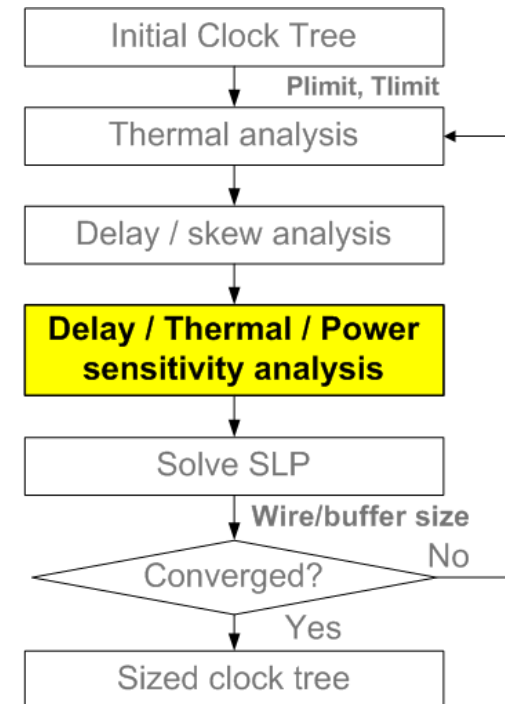 Initial Clock Tree
Plimit, Tlimit
Thermal analysis
Delay / skew analysis
Delay / Thermal / Power
sensitivity analysis
Solve SLP
Wire/buffer size
Converged?
No
Yes
Sized clock tree